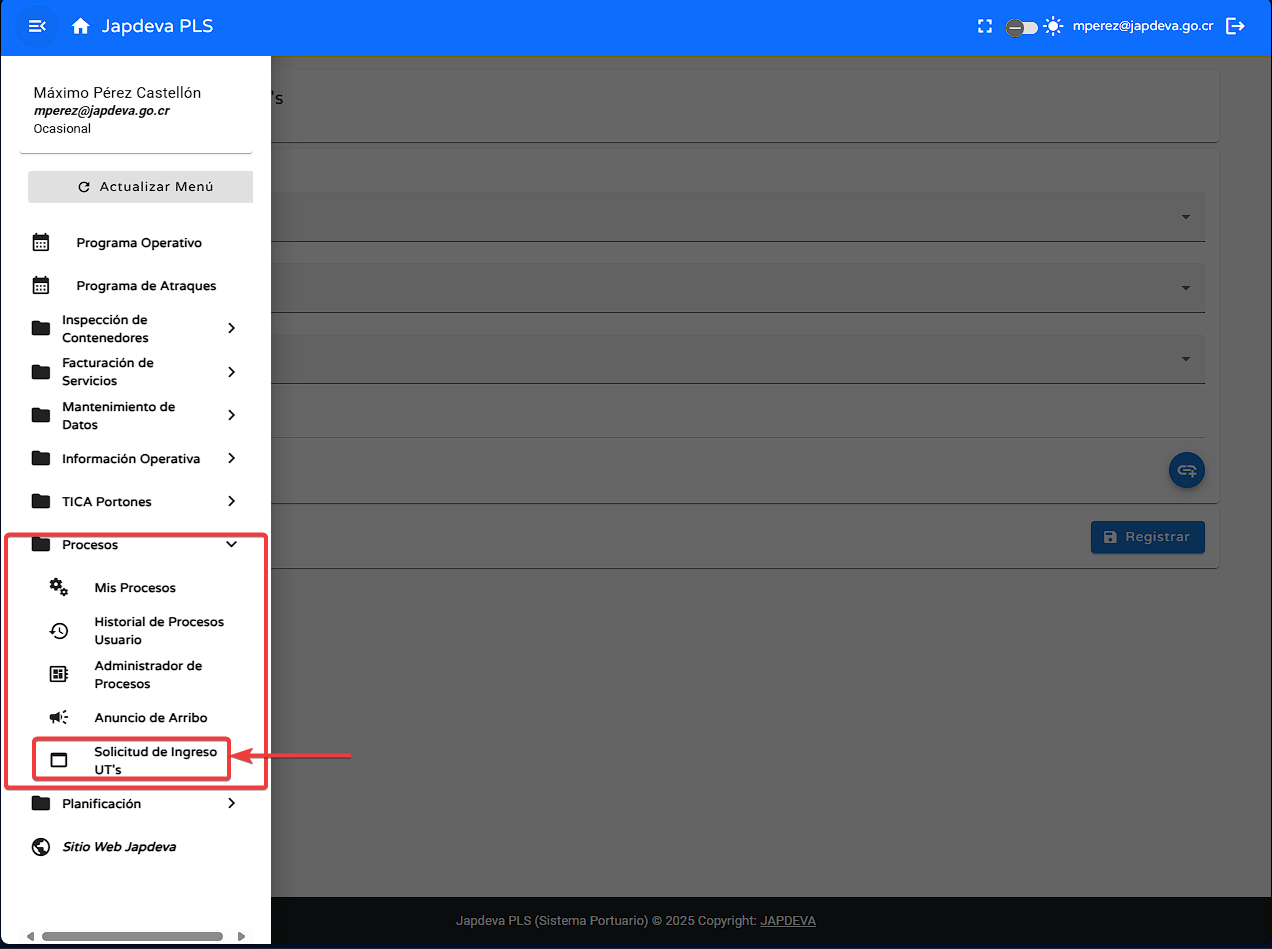 Japdeva PLS
mperez@japdeva.go.cr
Máximo Pérez Castellón
mperez@japdeva.go.cr
Ocasional
's
Actualizar Menú
Programa Operativo
Programa de Atraques
Inspección de
Contenedores
Facturación de
Servicios
Mantenimiento de
Datos
Información Operativa
TICA Portones
Procesos
Registrar
Mis Procesos
Historial de Procesos
Usuario
Administrador de
Procesos
Anuncio de Arribo
Solicitud de Ingreso
UT's
Planificación
Sitio Web Japdeva
Japdeva PLS (Sistema Portuario) © 2025 Copyright: JAPDEVA